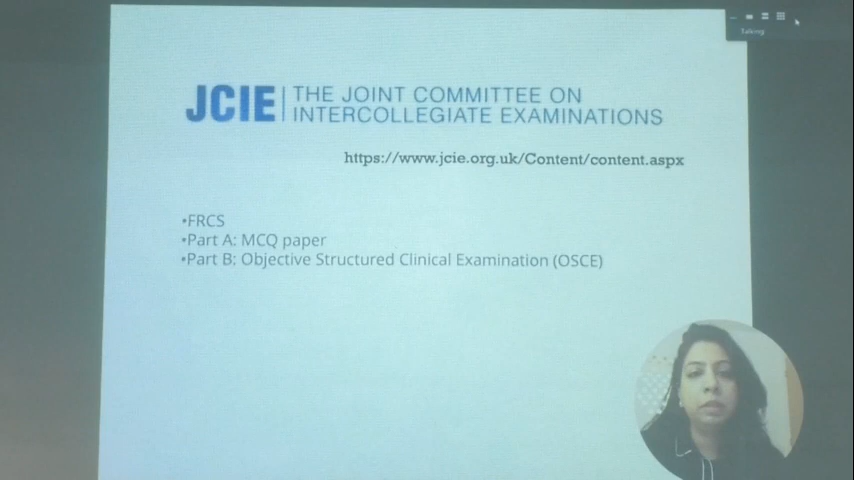 Talking
JCIE THE JOINT COMMITTEE ON
INTERCOLLEGIATE EXAMINATIONS
https://www.jcie.org.uk/Content/content.aspx
•FRCS
•Part A: MCQ paper
•Part B: Objective Structured Clinical Examination (OSCE)